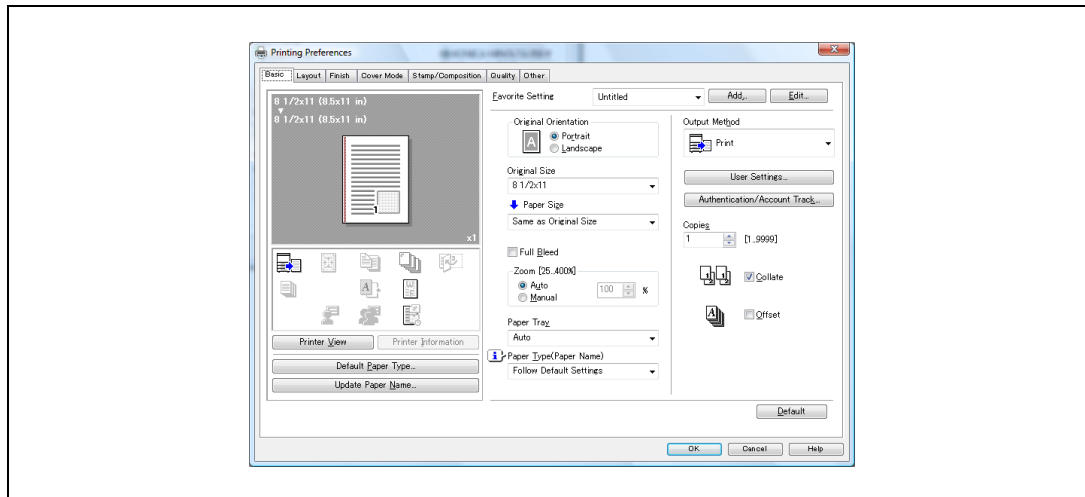 Printing Preferences
Basic Layout Finish Cover Mode Stamp/Composition Quality Other
8 1/2x11 (8.5x11 in)
8 1/2x11 (8.5x11 in)
x1
Printer View Printer Information
Default Paper Type...
Update Paper Name...
Favorite Setting Untitled Add... Edit...
Original Orientation
A
Portrait
Landscape
Original Size
8 1/2x11
Paper Size
Same as Original Size
Full Bleed
Zoom [25..400%]
Auto
Manual
100 %
Paper Tray
Auto
Paper Type(Paper Name)
Follow Default Settings
Output Method
Print
User Settings...
Authentication/Account Track...
Copies
1 [1..9999]
Collate
Offset
Default
OK Cancel Help